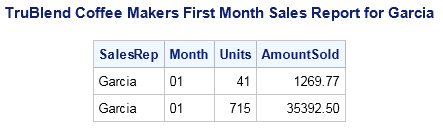 TruBlend Coffee Makers First Month Sales Report for Garcia
SalesRep Month Units AmountSold
Garcia 01 41 1269.77
Garcia 01 715 35392.50